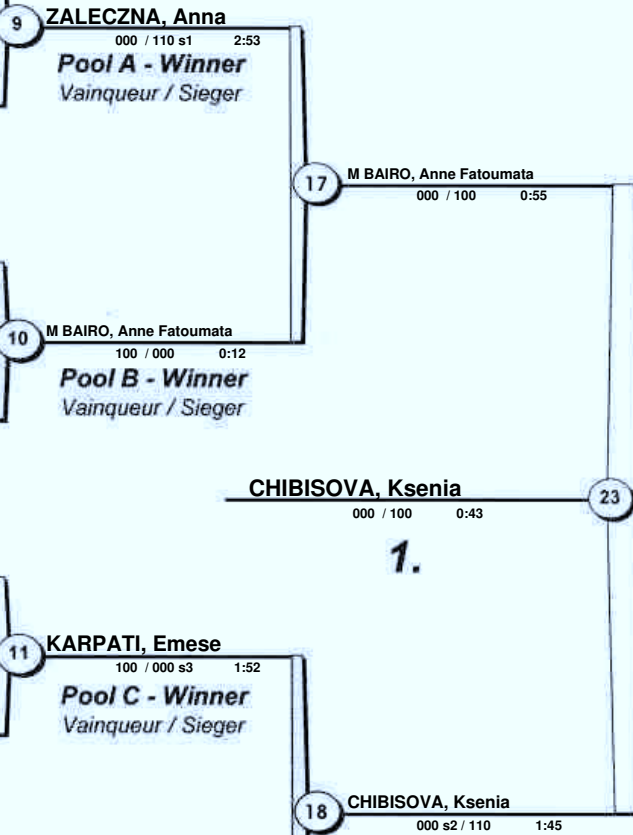 9 ZALECZNA, Anna
000 / 110 s1 2:53
Pool A - Winner
Vainqueur / Sieger
17 M BAIRO, Anne Fatoumata
000 / 100 0:55
10 M BAIRO, Anne Fatoumata
100 / 000 0:12
Pool B - Winner
Vainqueur / Sieger
CHIBISOVA, Ksenia 23
000 / 100 0:43
1.
11 KARPATI, Emese
100 / 000 s3 1:52
Pool C - Winner
Vainqueur / Sieger
18 CHIBISOVA, Ksenia
000 s2 / 110 1:45